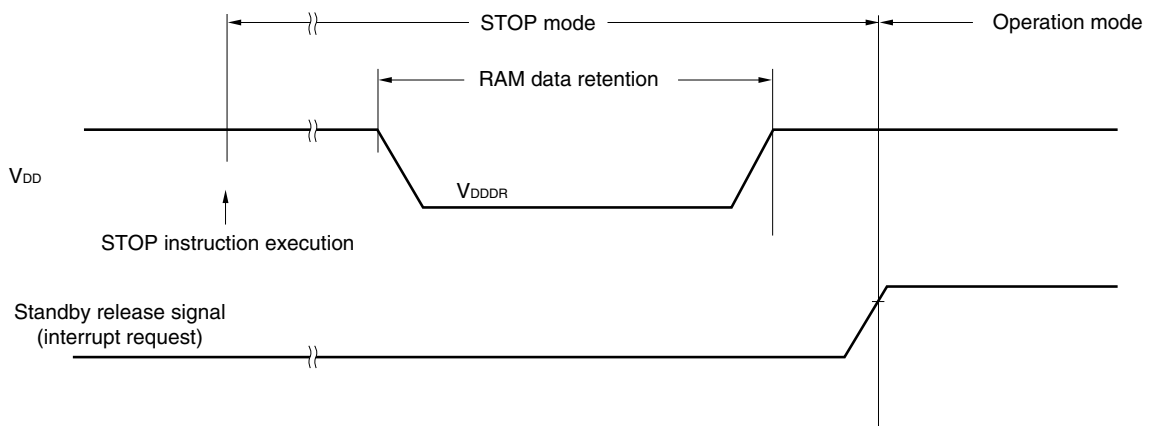 STOP mode
Operation mode
RAM data retention
VDD
VDDDR
STOP instruction execution
Standby release signal
(interrupt request)